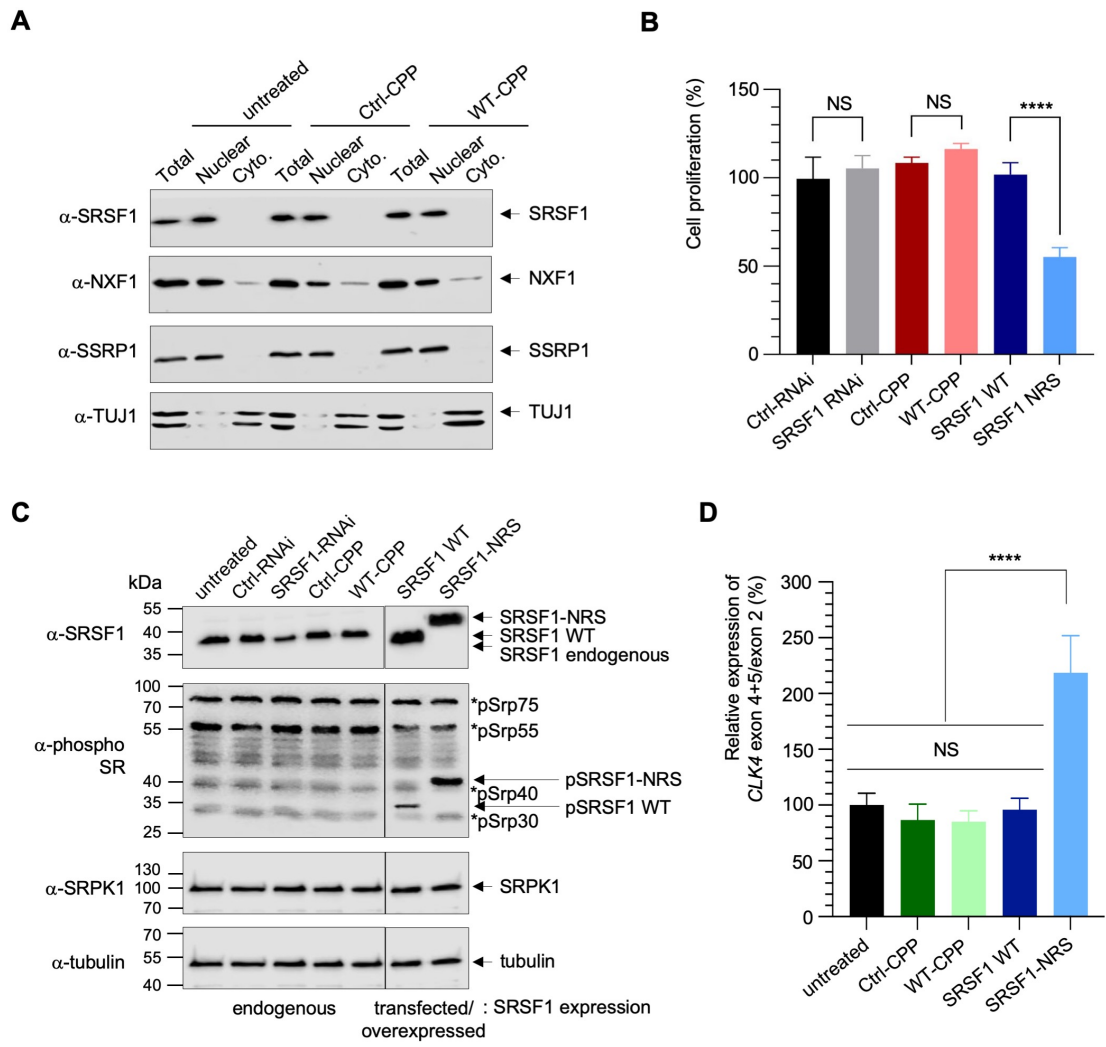 A
untreated
Ctrl-CPP
WT-CPP
Total
Nuclear
Cyto.
Total
Nuclear
Cyto.
Total
Nuclear
Cyto.
α-SRSF1
SRSF1
α-NXF1
NXF1
α-SSRP1
SSRP1
α-TUJ1
TUJ1
B
Cell proliferation (%)
150
100
50
0
NS
NS
****
Ctrl-RNAi
SRSF1 RNAi
Ctrl-CPP
WT-CPP
SRSF1 WT
SRSF1 NRS
C
untreated
Ctrl-RNAi
SRSF1-RNAi
Ctrl-CPP
WT-CPP
SRSF1 WT
SRSF1-NRS
kDa
α-SRSF1
55
40
35
SRSF1-NRS
SRSF1 WT
SRSF1 endogenous
α-phospho
SR
100
70
55
40
35
25
*pSrp75
*pSrp55
pSRSF1-NRS
*pSrp40
pSRSF1 WT
*pSrp30
α-SRPK1
130
100
70
SRPK1
α-tubulin
70
55
40
tubulin
endogenous
transfected/
overexpressed
: SRSF1 expression
D
Relative expression of
CLK4 exon 4+5/exon 2 (%)
300
250
200
150
100
50
0
****
NS
untreated
Ctrl-CPP
WT-CPP
SRSF1 WT
SRSF1-NRS